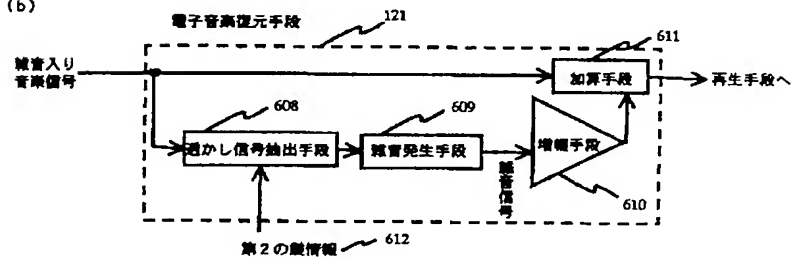 (b)
電子音楽復元手段
121
611
雑音入り
音楽信号
加算手段
再生手段へ
608
609
透かし信号抽出手段
雑音発生手段
増幅手段
雑音信号
610
第2の鍵情報
612